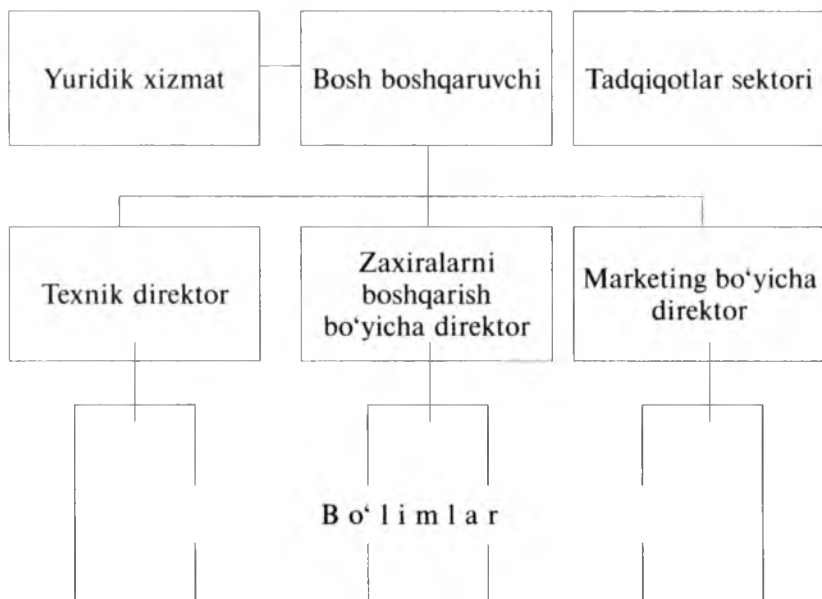 Yuridik xizmat
Bosh boshqaruvchi
Tadqiqotlar sektori
Texnik direktor
Zaxiralarni
boshqarish
bo‘yicha direktor
Marketing bo‘yicha
direktor
B o‘ l i m l a r